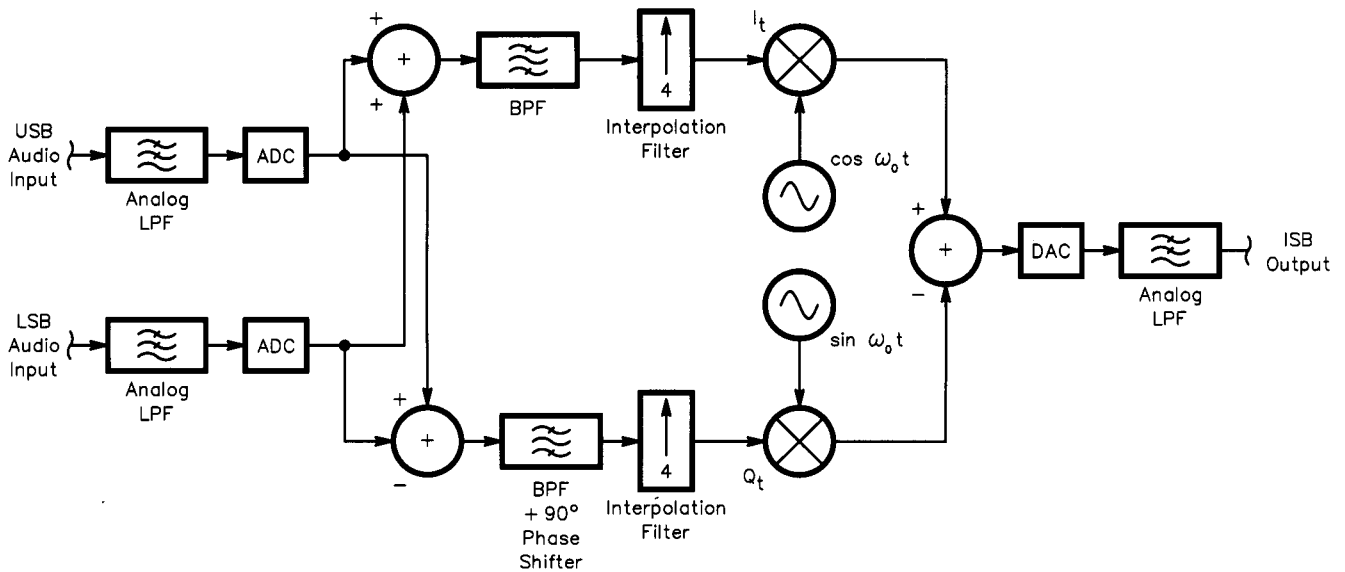 +
+
+
BPF
4
Interpolation
Filter
I_t
cos ω_o t
USB
Audio
Input
Analog
LPF
ADC
LSB
Audio
Input
Analog
LPF
ADC
+
+
−
BPF
+ 90°
Phase
Shifter
4
Interpolation
Filter
Q_t
sin ω_o t
+
+
−
DAC
Analog
LPF
ISB
Output